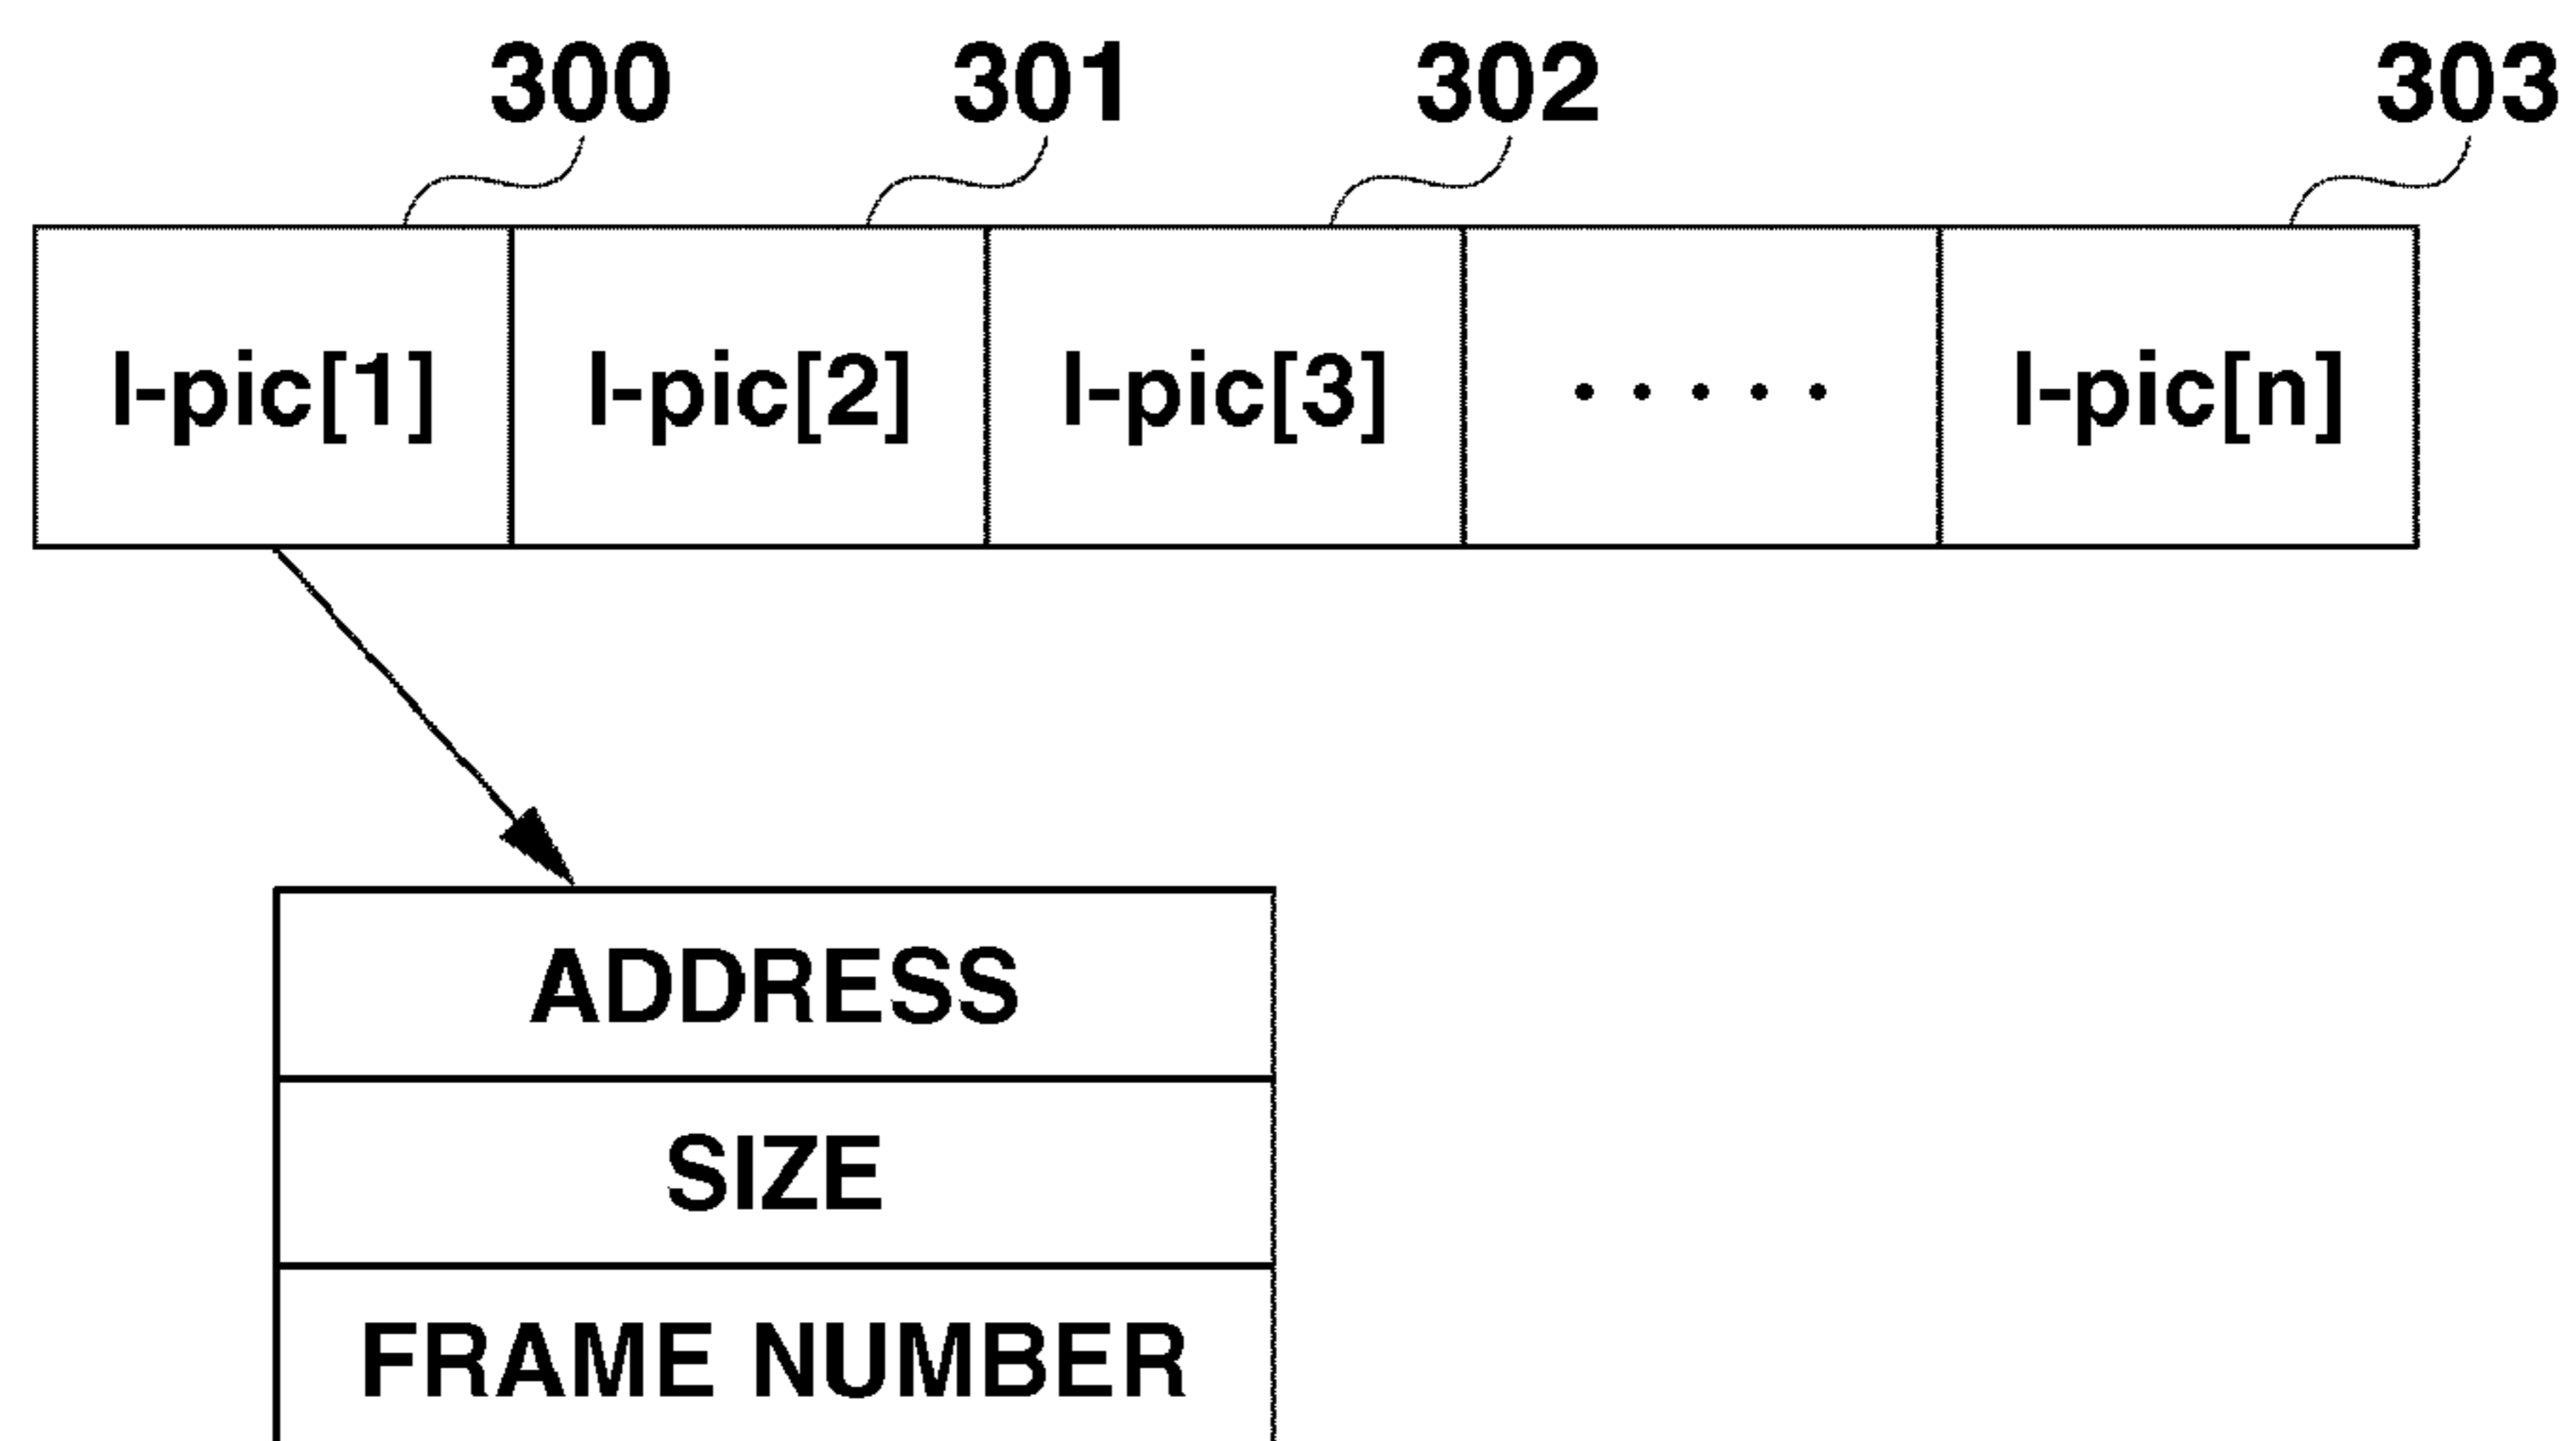 300 301 302 303
I-pic[1] I-pic[2] I-pic[3] ····· I-pic[n]
ADDRESS
SIZE
FRAME NUMBER